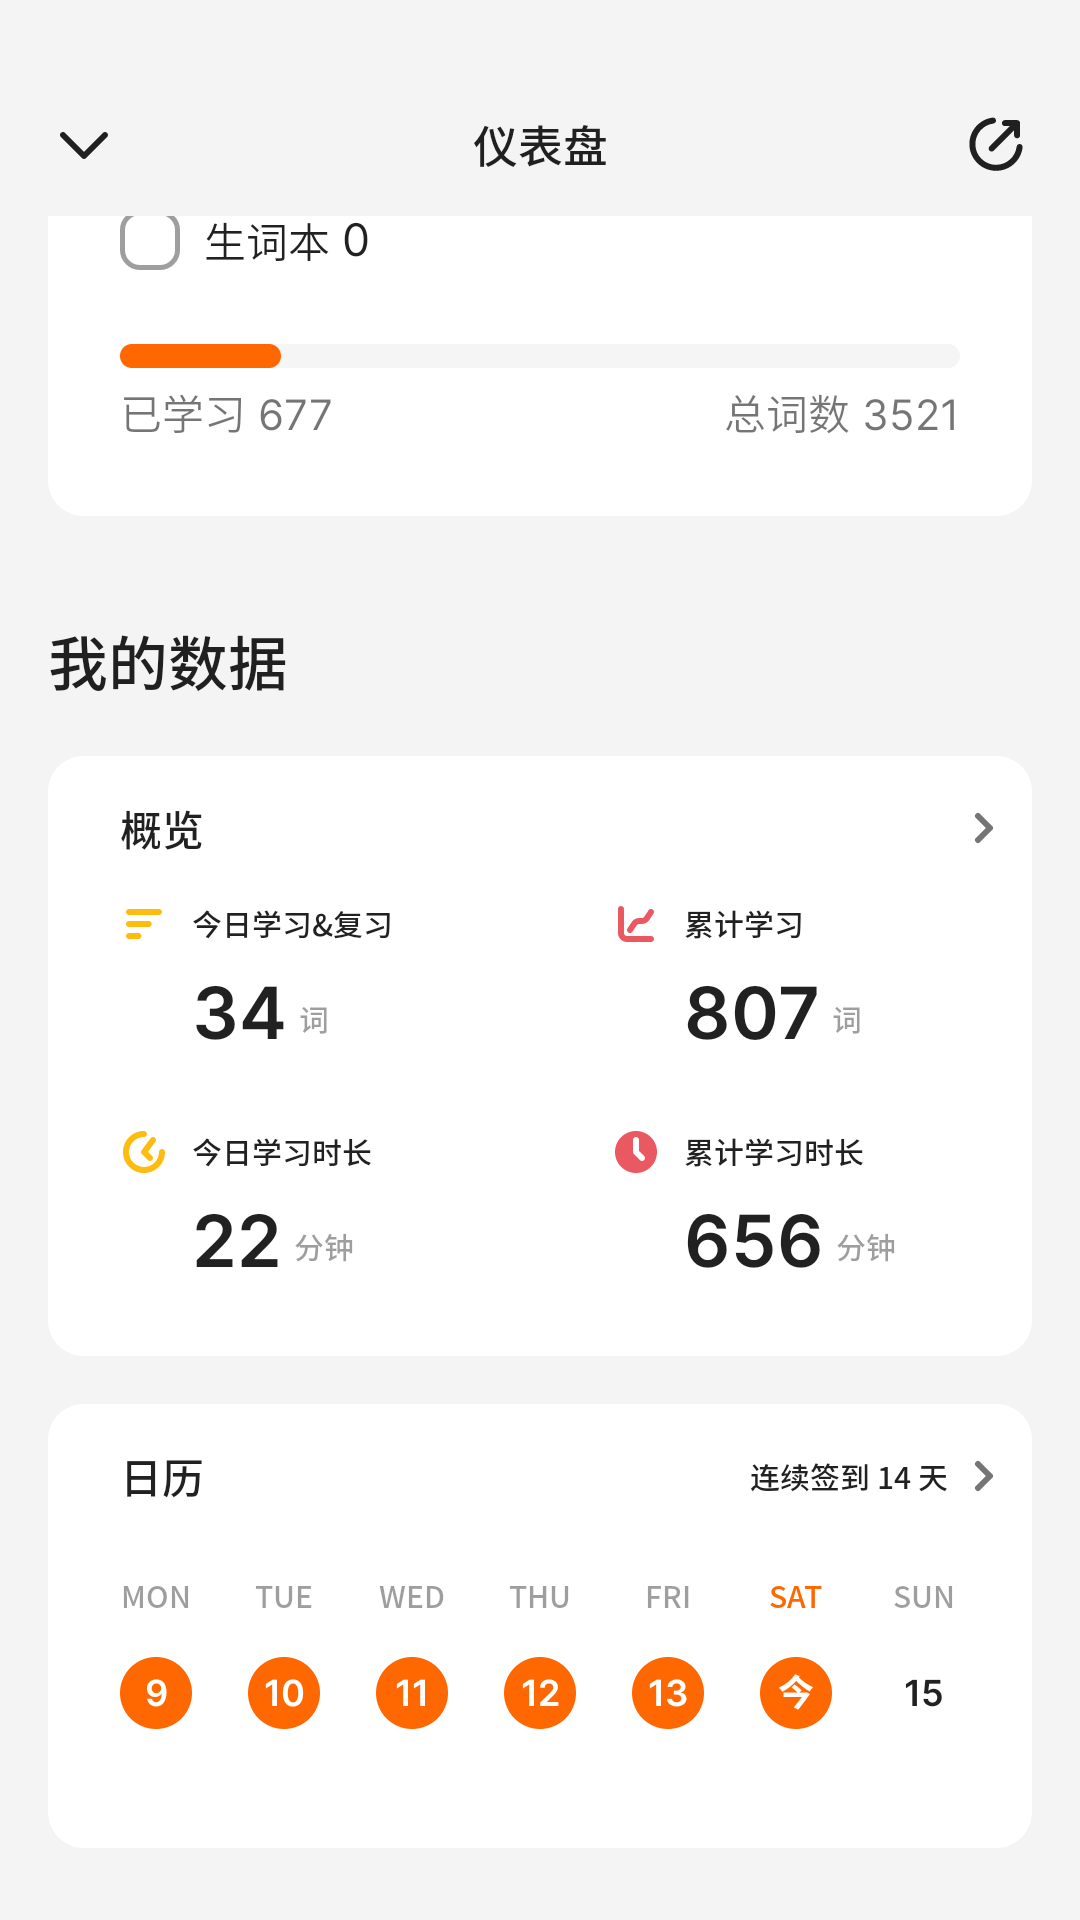 仪表盘
生词本 0
已学习 677 总词数 3521
我的数据
概览
今日学习&复习 累计学习
34 词 807 词
今日学习时长 累计学习时长
22 分钟 656 分钟
日历 连续签到 14 天
MON TUE WED THU FRI SAT SUN
9 10 11 12 13 今 15